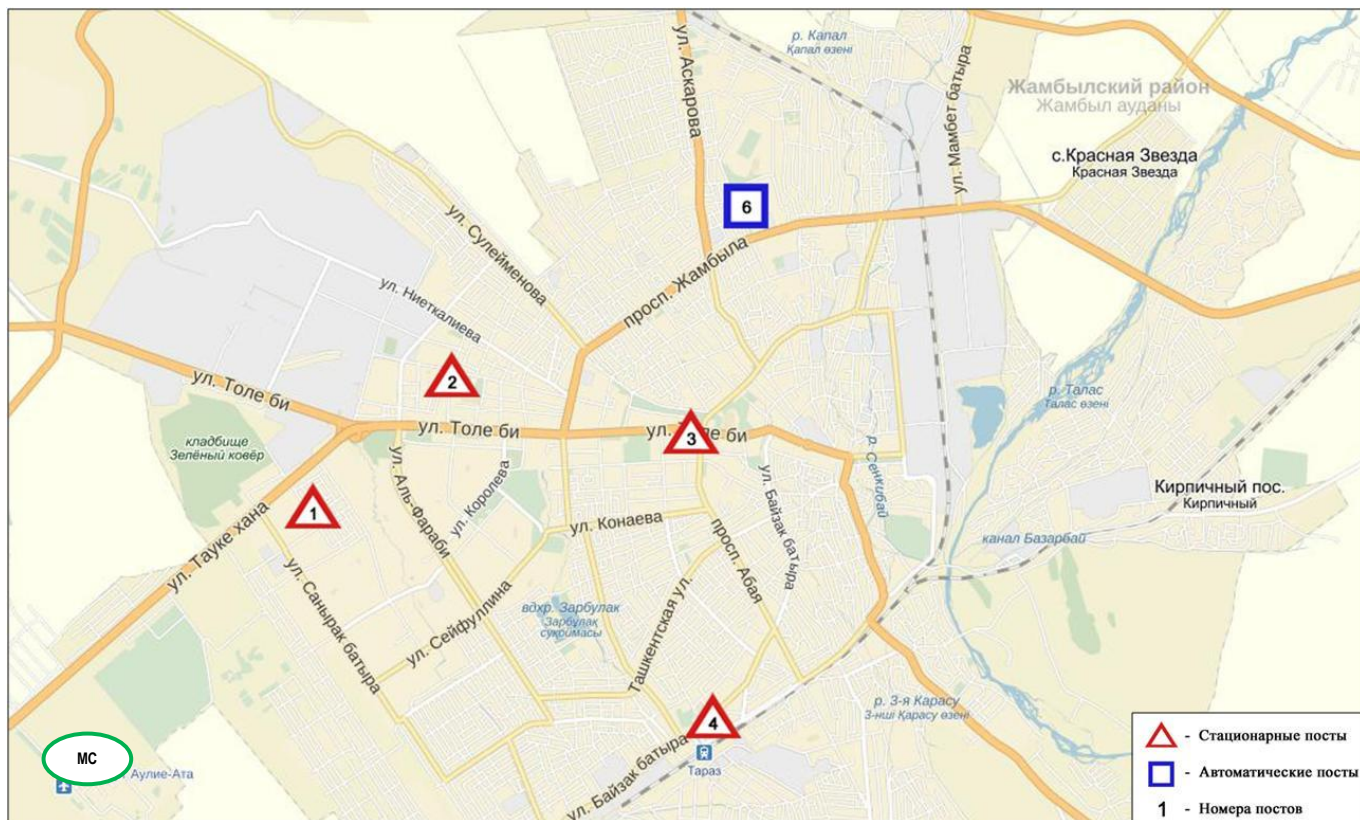 ул. Аскарова
р. Капал
Қапал өзені
ул. Мамбет батыра
Жамбылский район
Жамбыл ауданы
с.Красная Звезда
Красная Звезда
6
ул. Сулейменова
просп. Жамбыла
ул. Ниеткалиева
2
ул. Толе би
ул. Толе би
ул. Толе би
3
р. Талас
Талас өзені
кладбище
Зелёный ковёр
р. Сенкибай
ул. Байзак батыра
ул. Королева
ул. Аль-Фараби
Кирпичный пос.
Кирпичный
1
ул. Конаева
канал Базарбай
ул. Тауке хана
просп. Абая
ул. Санырак батыра
ул. Сейфуллина
вдхр. Зарбулак
Зарбұлақ
суқоймасы
Ташкентская ул.
р. 3-я Карасу
3-нші Қарасу өзені
4
МС
Аулие-Ата
ул. Байзак батыра
Тараз
- Стационарные посты
- Автоматические посты
1 - Номера постов